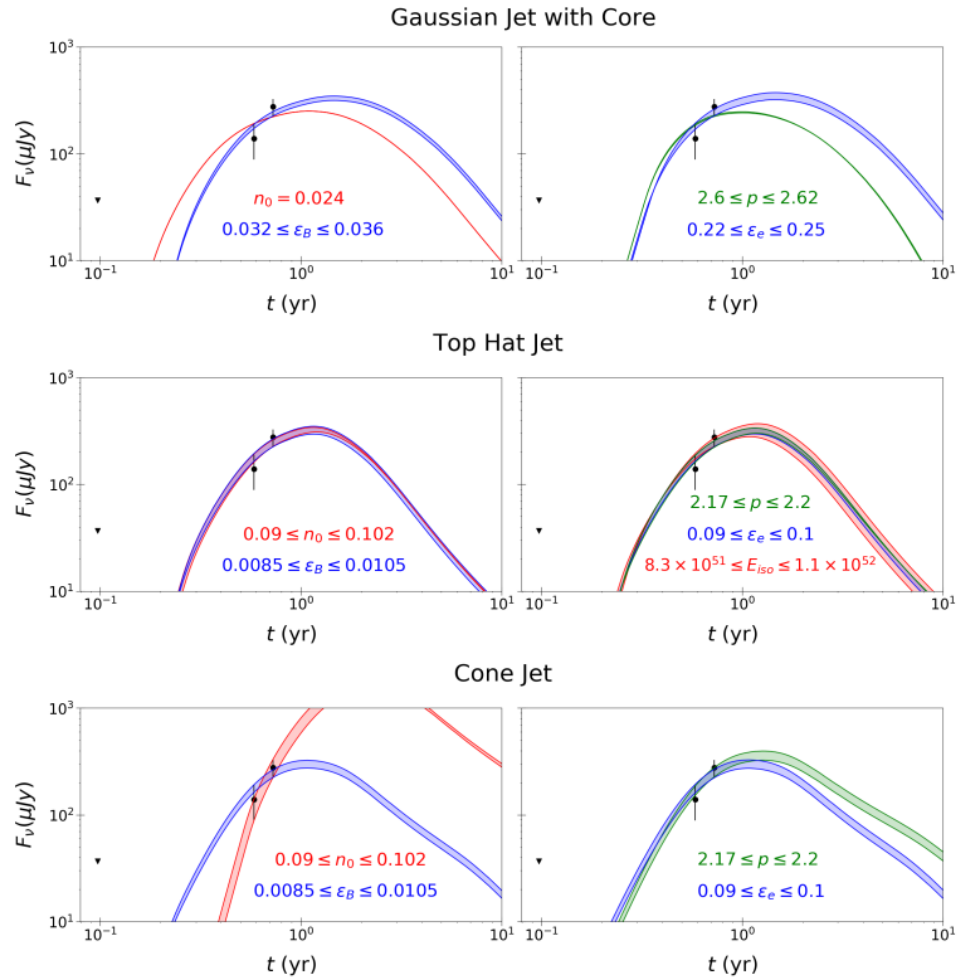 Gaussian Jet with Core
10³
10²
10¹
F_ν(μJy)
n₀ = 0.024
0.032 ≤ ε_B ≤ 0.036
10⁻¹ 10⁰ 10¹
t (yr)
2.6 ≤ p ≤ 2.62
0.22 ≤ ε_e ≤ 0.25
10⁻¹ 10⁰ 10¹
t (yr)
Top Hat Jet
10³
10²
10¹
F_ν(μJy)
0.09 ≤ n₀ ≤ 0.102
0.0085 ≤ ε_B ≤ 0.0105
10⁻¹ 10⁰ 10¹
t (yr)
2.17 ≤ p ≤ 2.2
0.09 ≤ ε_e ≤ 0.1
8.3 × 10⁵¹ ≤ E_iso ≤ 1.1 × 10⁵²
10⁻¹ 10⁰ 10¹
t (yr)
Cone Jet
10³
10²
10¹
F_ν(μJy)
0.09 ≤ n₀ ≤ 0.102
0.0085 ≤ ε_B ≤ 0.0105
10⁻¹ 10⁰ 10¹
t (yr)
2.17 ≤ p ≤ 2.2
0.09 ≤ ε_e ≤ 0.1
10⁻¹ 10⁰ 10¹
t (yr)